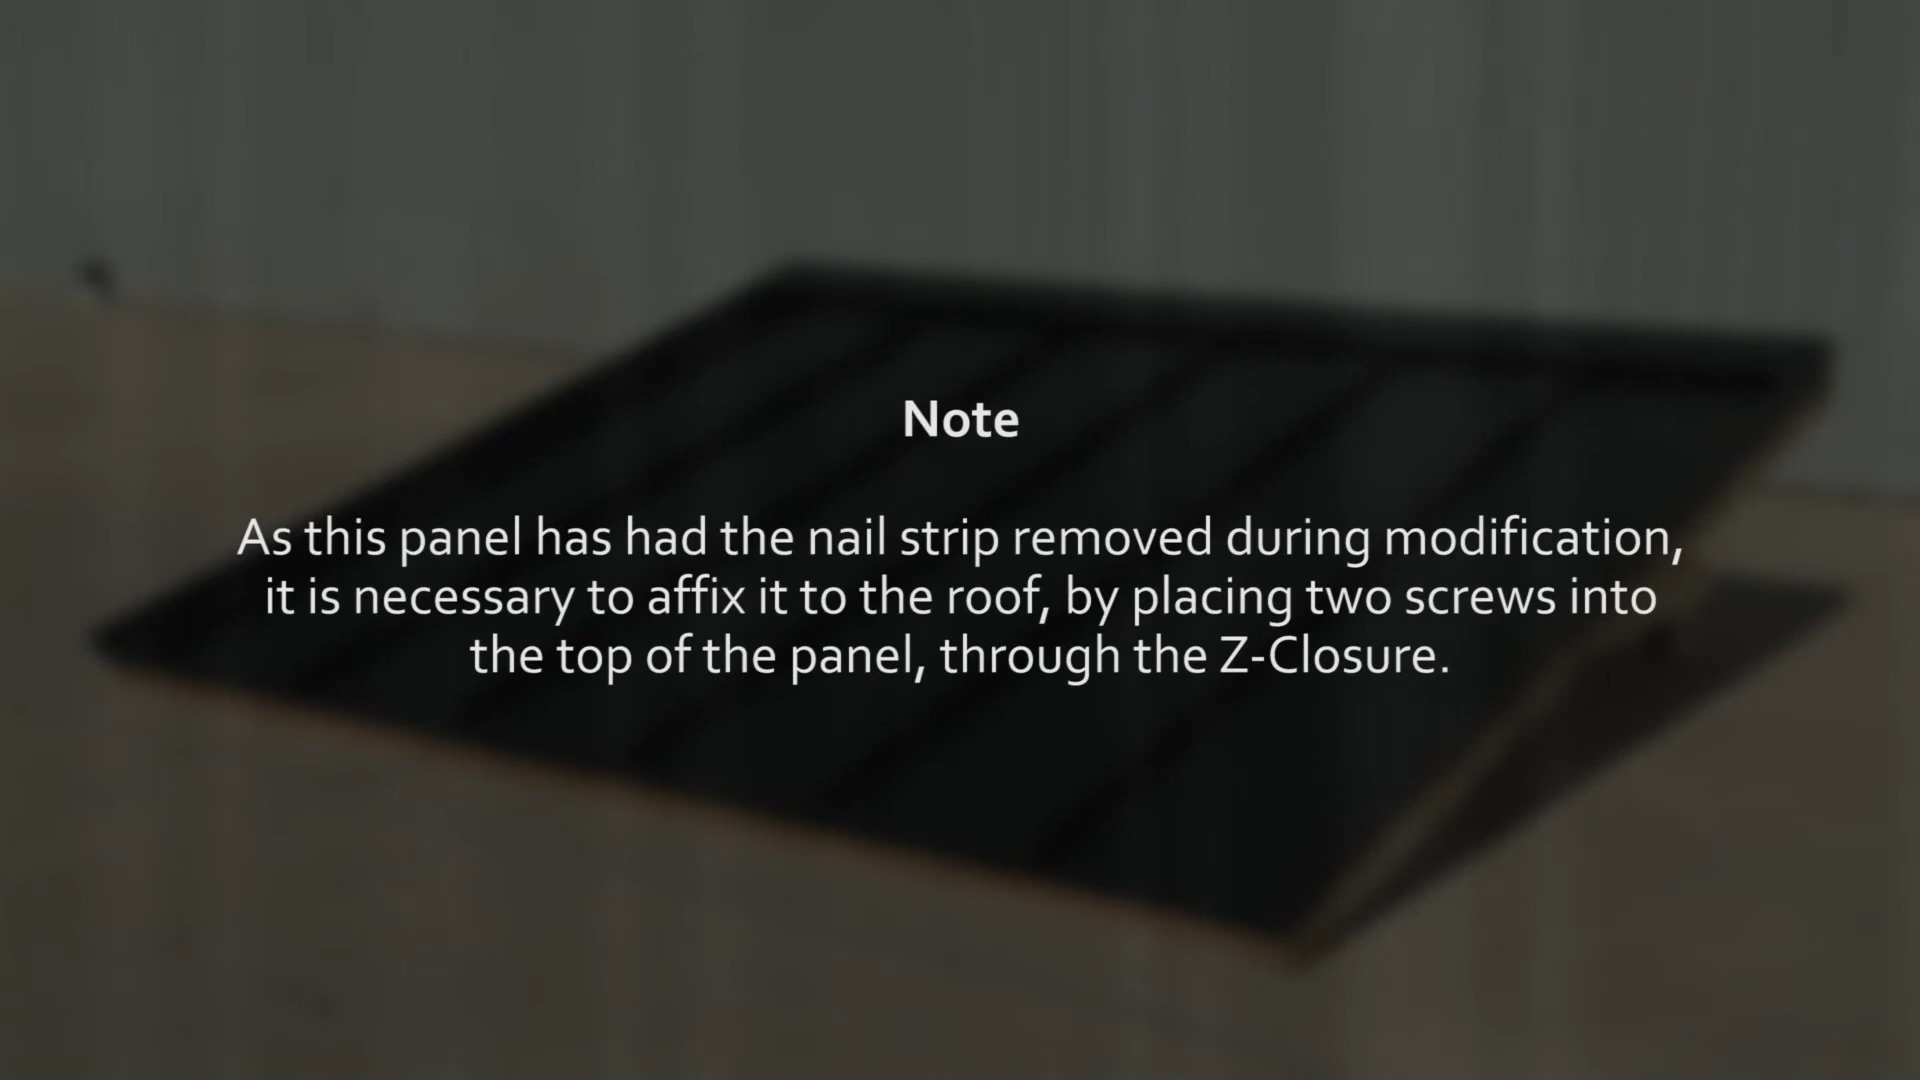 Note
As this panel has had the nail strip removed during modification,
it is necessary to affix it to the roof, by placing two screws into
the top of the panel, through the Z-Closure.